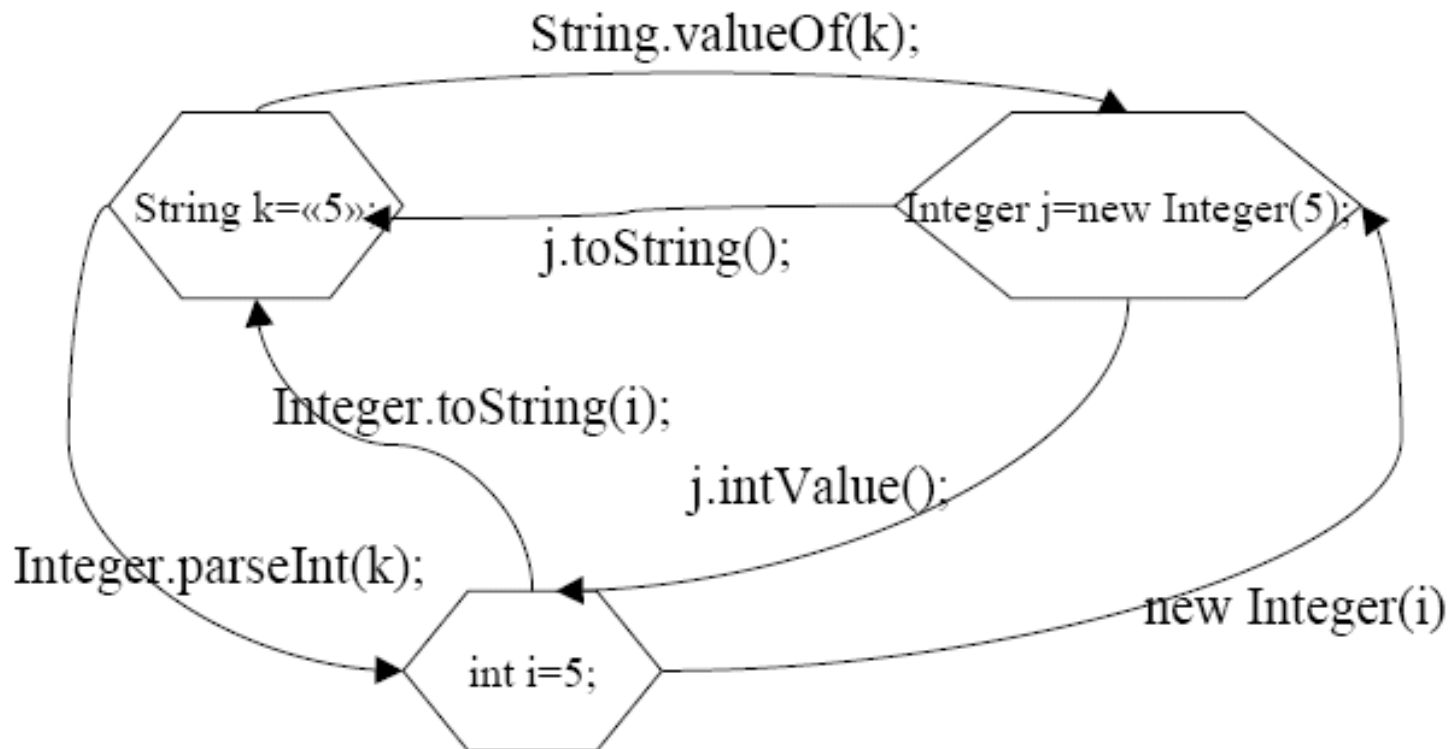 String.valueOf(k);
String k=«5»;
Integer j=new Integer(5);
j.toString();
Integer.toString(i);
j.intValue();
Integer.parseInt(k);
new Integer(i)
int i=5;